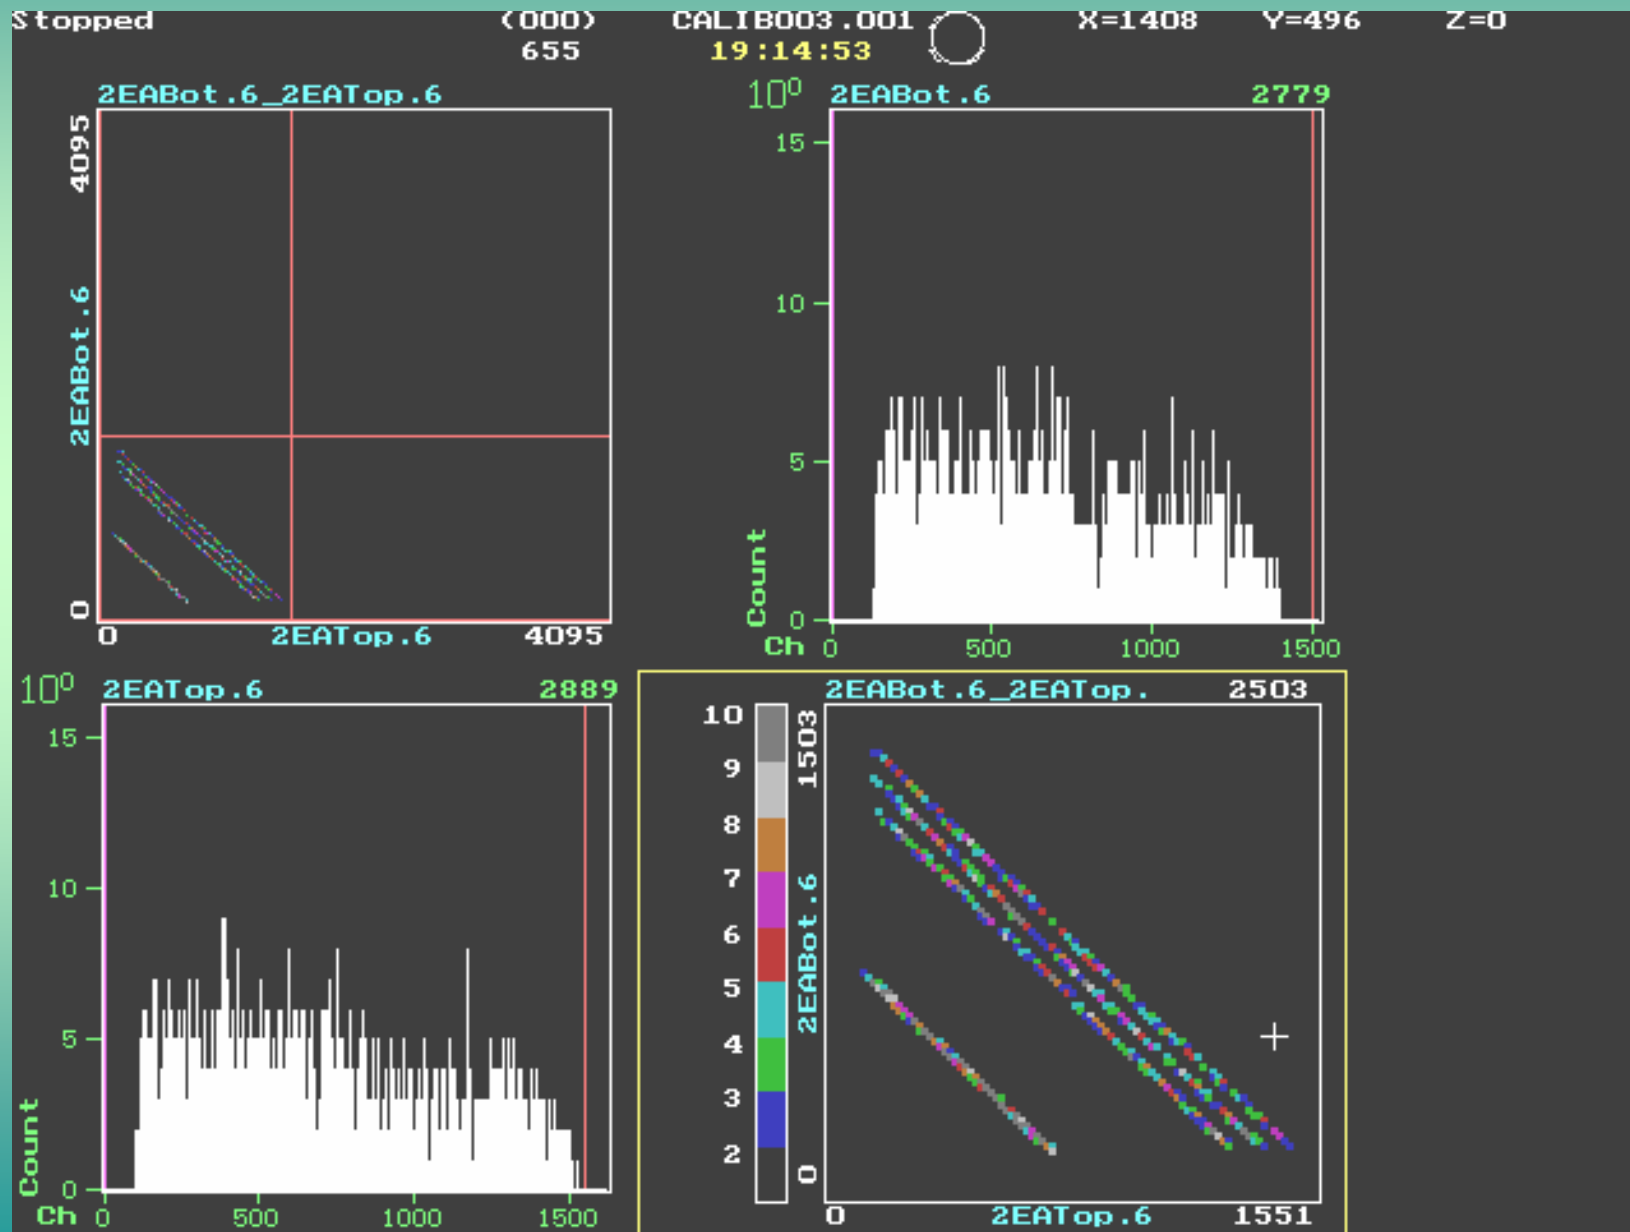 Stopped (000) CALIB003.001 X=1408 Y=496 Z=0
655 19:14:53
2EABot.6_2EATop.6
4095
2EABot.6
0
0 2EATop.6 4095
10⁰ 2EABot.6 2779
15
10
5
0
Count
Ch 0 500 1000 1500
10⁰ 2EATop.6 2889
15
10
5
0
Count
Ch 0 500 1000 1500
2EABot.6_2EATop. 2503
10
9
8
7
6
5
4
3
2
1503
2EABot.6
0
0 2EATop.6 1551